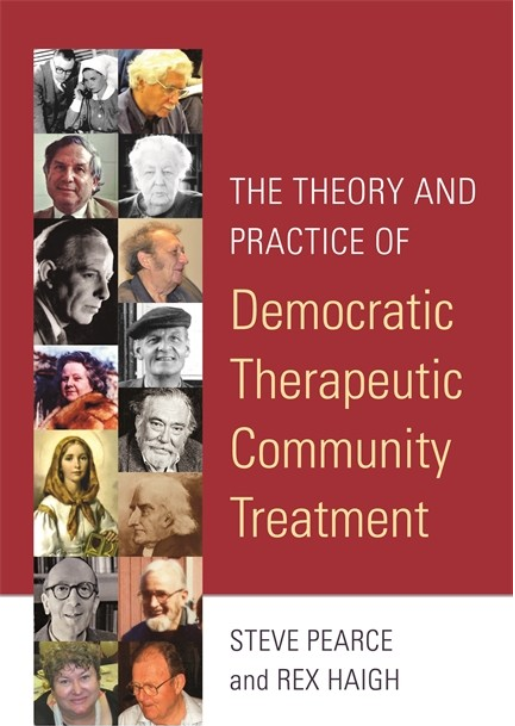 THE THEORY AND
PRACTICE OF
Democratic
Therapeutic
Community
Treatment
STEVE PEARCE
and REX HAIGH